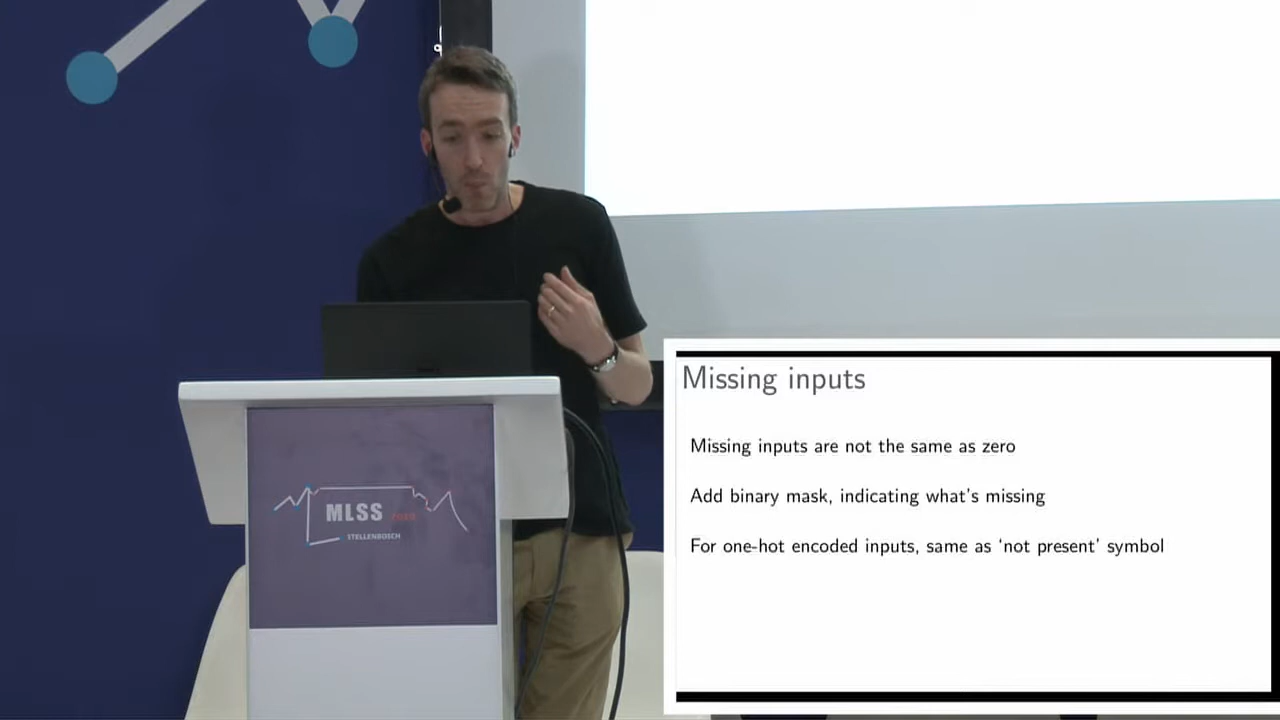 MLSS 2019
STELLENBOSCH
Missing inputs
Missing inputs are not the same as zero
Add binary mask, indicating what's missing
For one-hot encoded inputs, same as ‘not present’ symbol